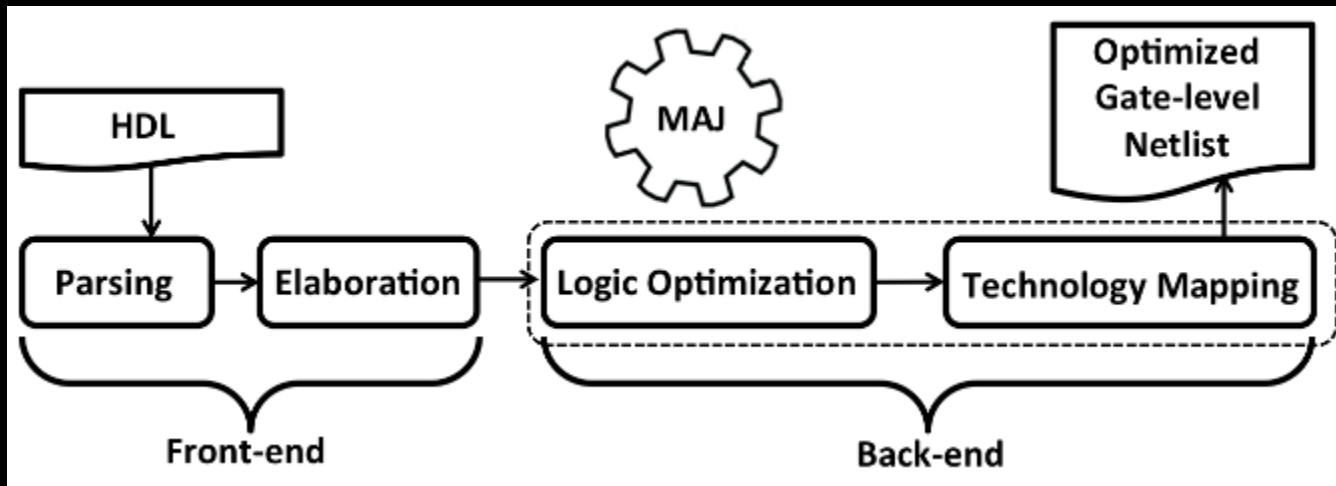 HDL
MAJ
Optimized
Gate-level
Netlist
Parsing
Elaboration
Logic Optimization
Technology Mapping
Front-end
Back-end